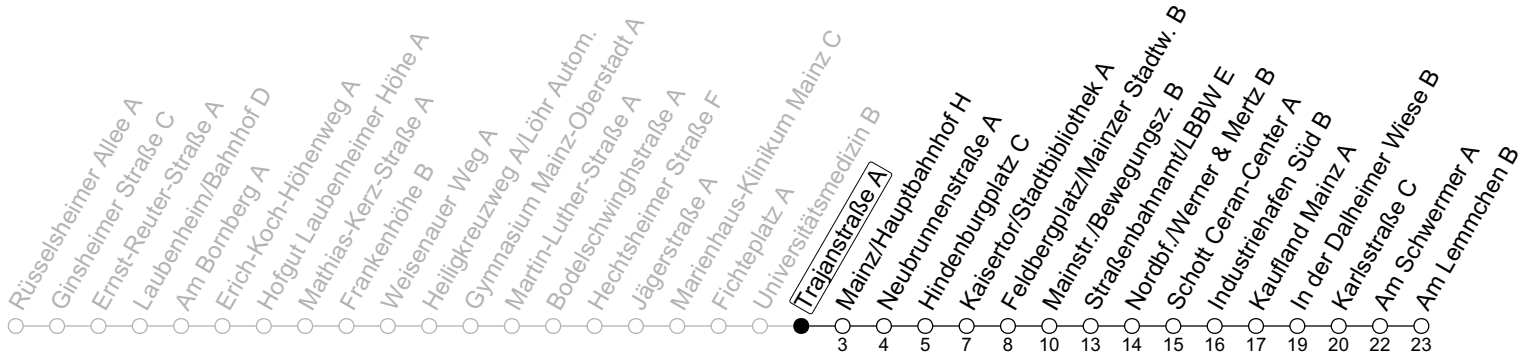 Rüsselsheimer Allee A
Ginsheimer Straße C
Ernst-Reuter-Straße A
Laubenheim/Bahnhof D
Am Bornberg A
Erich-Koch-Höhenweg A
Hofgut Laubenheimer Höhe A
Mathias-Kerz-Straße A
Frankenhöhe B
Weisenauer Weg A
Heiligkreuzweg A/Löhr Autom.
Gymnasium Mainz-Oberstadt A
Martin-Luther-Straße A
Bodelschwinghstraße A
Hechtsheimer Straße F
Jägerstraße A
Marienhaus-Klinikum Mainz C
Fichteplatz A
Universitätsmedizin B
Trajanstraße A
Mainz/Hauptbahnhof H
Neubrunnenstraße A
Hindenburgplatz C
Kaisertor/Stadtbibliothek A
Feldbergplatz/Mainzer Stadtw. B
Mainstr./Bewegungsz. B
Straßenbahnamt/LBBW E
Nordbf./Werner & Mertz B
Schott Ceran-Center A
Industriehafen Süd B
Kaufland Mainz A
In der Dalheimer Wiese B
Karlsstraße C
Am Schwermer A
Am Lemmchen B
3 4 5 7 8 10 13 14 15 16 17 19 20 22 23